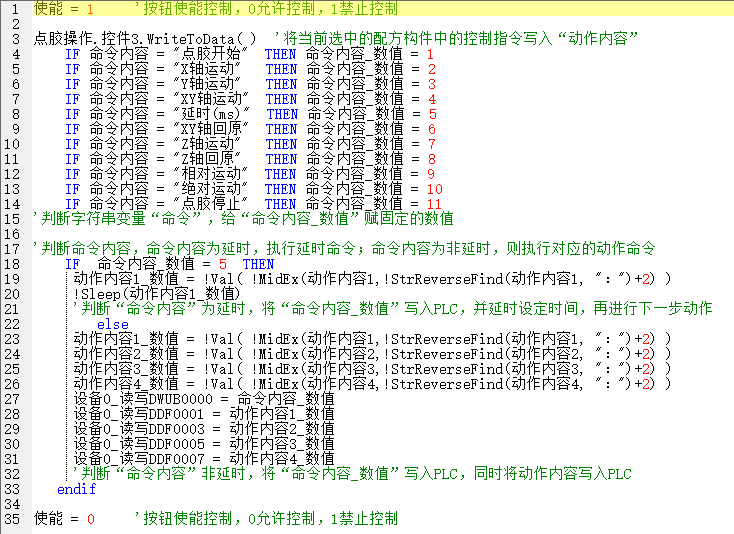 1 使能 = 1 '按钮使能控制，0允许控制，1禁止控制
2
3 点胶操作.控件3.WriteToData( ) '将当前选中的配方构件中的控制指令写入“动作内容”
4 IF 命令内容 = "点胶开始" THEN 命令内容_数值 = 1
5 IF 命令内容 = "X轴运动" THEN 命令内容_数值 = 2
6 IF 命令内容 = "Y轴运动" THEN 命令内容_数值 = 3
7 IF 命令内容 = "XY轴运动" THEN 命令内容_数值 = 4
8 IF 命令内容 = "延时(ms)" THEN 命令内容_数值 = 5
9 IF 命令内容 = "XY轴回原" THEN 命令内容_数值 = 6
10 IF 命令内容 = "Z轴运动" THEN 命令内容_数值 = 7
11 IF 命令内容 = "Z轴回原" THEN 命令内容_数值 = 8
12 IF 命令内容 = "相对运动" THEN 命令内容_数值 = 9
13 IF 命令内容 = "绝对运动" THEN 命令内容_数值 = 10
14 IF 命令内容 = "点胶停止" THEN 命令内容_数值 = 11
15 '判断字符串变量“命令”，给“命令内容_数值”赋固定的数值
16
17 '判断命令内容，命令内容为延时，执行延时命令；命令内容为非延时，则执行对应的动作命令
18 IF 命令内容_数值 = 5 THEN
19 动作内容1_数值 = !Val( !MidEx(动作内容1,!StrReverseFind(动作内容1, "：")+2) )
20 !Sleep(动作内容1_数值)
21 '判断“命令内容”为延时，将“命令内容_数值”写入PLC，并延时设定时间，再进行下一步动作
22 else
23 动作内容1_数值 = !Val( !MidEx(动作内容1,!StrReverseFind(动作内容1, "：")+2) )
24 动作内容2_数值 = !Val( !MidEx(动作内容2,!StrReverseFind(动作内容2, "：")+2) )
25 动作内容3_数值 = !Val( !MidEx(动作内容3,!StrReverseFind(动作内容3, "：")+2) )
26 动作内容4_数值 = !Val( !MidEx(动作内容4,!StrReverseFind(动作内容4, "：")+2) )
27 设备0_读写DWUB0000 = 命令内容_数值
28 设备0_读写DDF0001 = 动作内容1_数值
29 设备0_读写DDF0003 = 动作内容2_数值
30 设备0_读写DDF0005 = 动作内容3_数值
31 设备0_读写DDF0007 = 动作内容4_数值
32 '判断“命令内容”非延时，将“命令内容_数值”写入PLC，同时将动作内容写入PLC
33 endif
34
35 使能 = 0 '按钮使能控制，0允许控制，1禁止控制